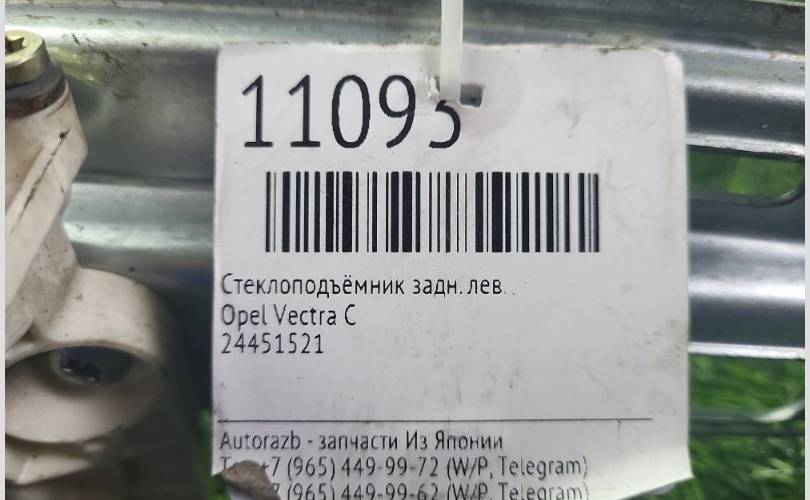 11093
Стеклоподъёмник задн. лев.
Opel Vectra C
24451521
Autorazb - запчасти Из Японии
+7 (965) 449-99-72 (W/P, Telegram)
7 (965) 449-99-62 (W/P, Telegram)